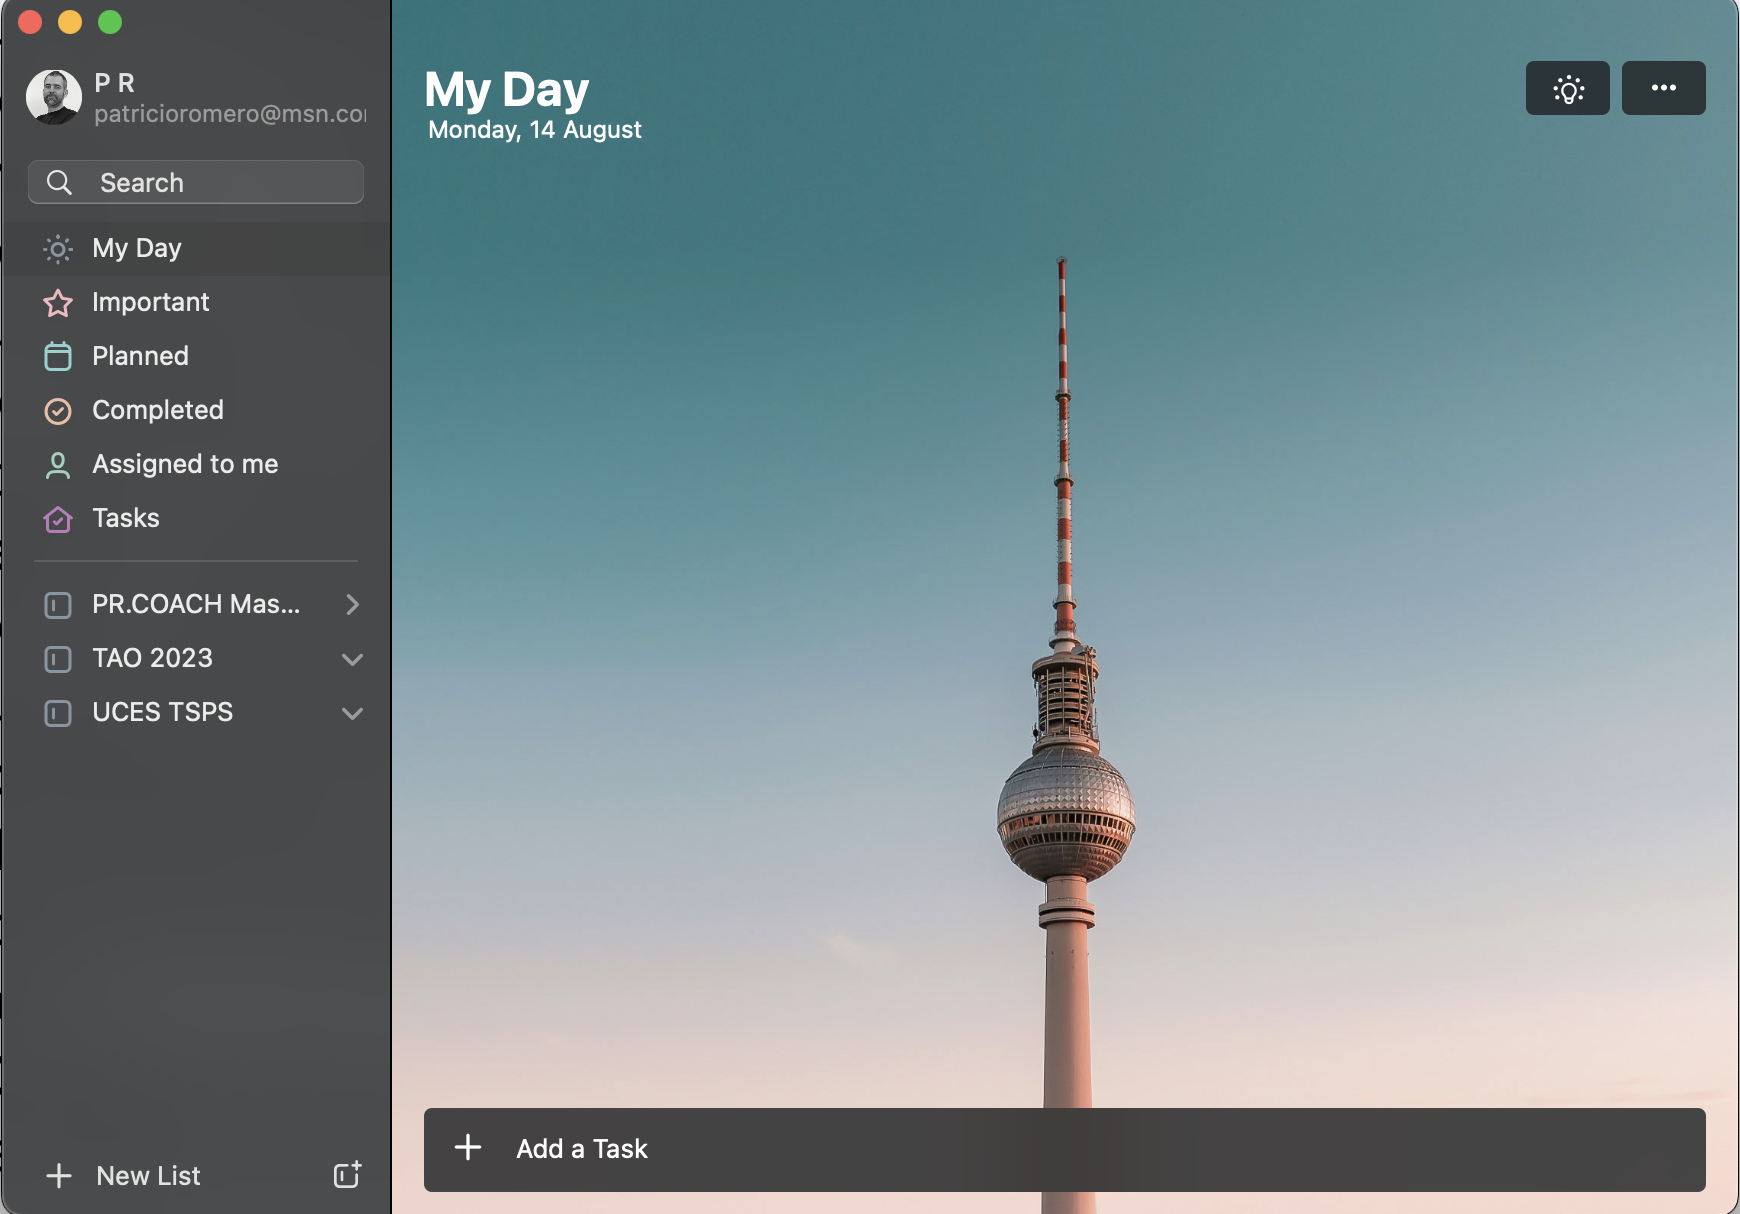 P R
patricioromero@msn.co
Search
My Day
Important
Planned
Completed
Assigned to me
Tasks
PR.COACH Mas...
TAO 2023
UCES TSPS
New List
My Day
Monday, 14 August
Add a Task